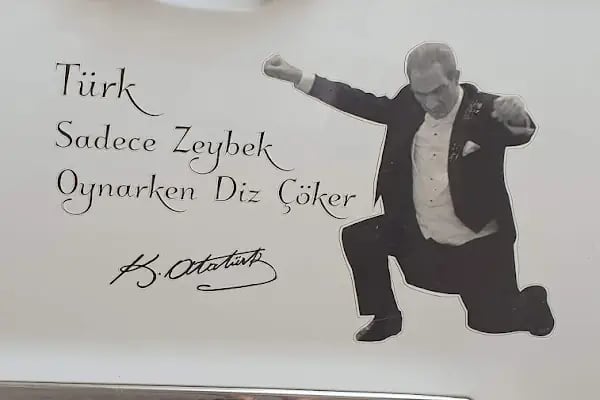 Türk
Sadece Zeybek
Oynarken Diz Çöker
K. Atatürk